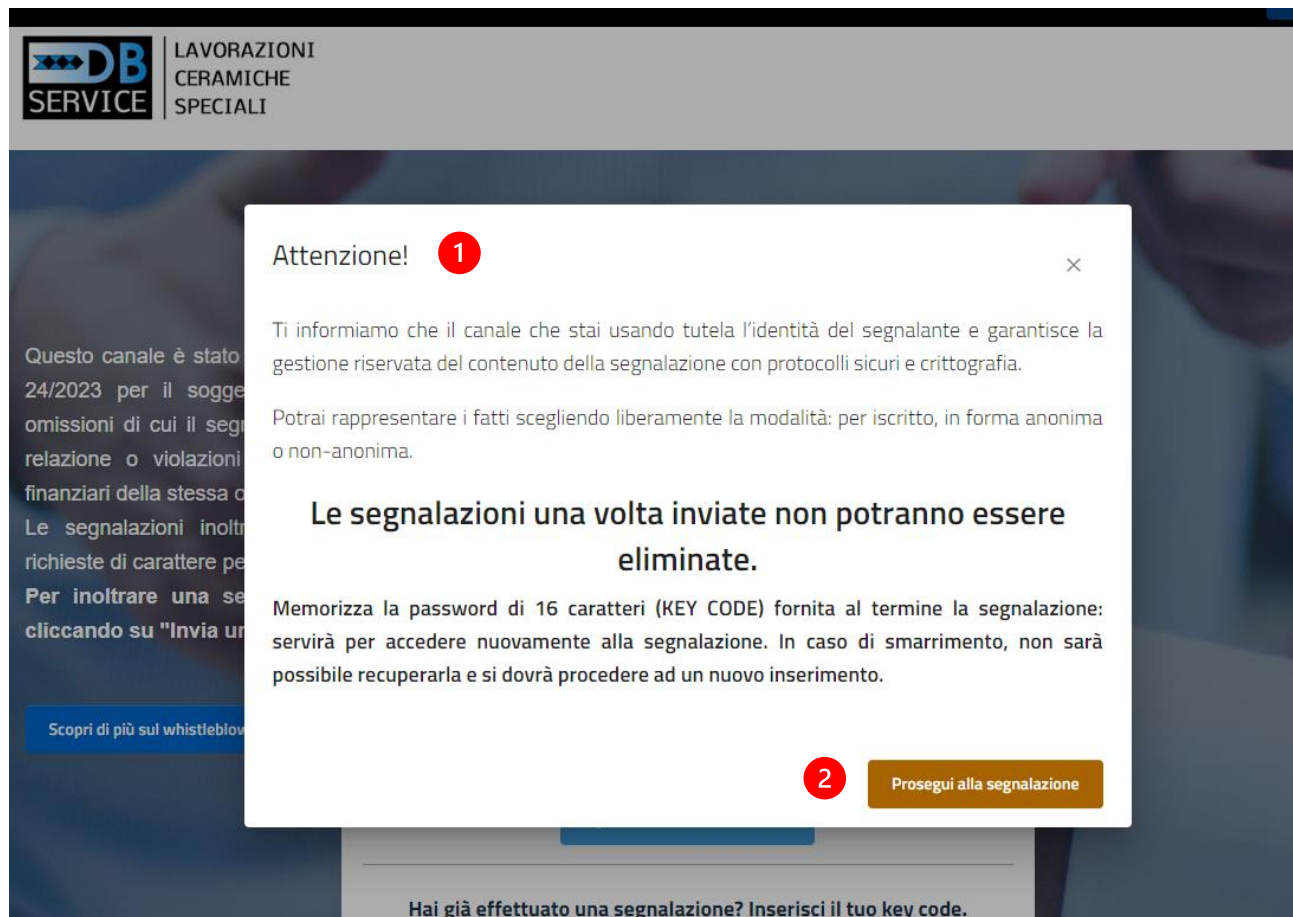 DB
SERVICE
LAVORAZIONI
CERAMICHE
SPECIALI
Attenzione!
1
×
Ti informiamo che il canale che stai usando tutela l'identità del segnalante e garantisce la
gestione riservata del contenuto della segnalazione con protocolli sicuri e crittografia.
Potrai rappresentare i fatti scegliendo liberamente la modalità: per iscritto, in forma anonima
o non-anonima.
Le segnalazioni una volta inviate non potranno essere
eliminate.
Memorizza la password di 16 caratteri (KEY CODE) fornita al termine la segnalazione:
servirà per accedere nuovamente alla segnalazione. In caso di smarrimento, non sarà
possibile recuperarla e si dovrà procedere ad un nuovo inserimento.
2
Prosegui alla segnalazione
Questo canale è stato
24/2023 per il sogge
omissioni di cui il segn
relazione o violazioni
finanziari della stessa o
Le segnalazioni inoltr
richieste di carattere pe
Per inoltrare una se
cliccando su "Invia un
Scopri di più sul whistleblow
Hai già effettuato una segnalazione? Inserisci il tuo key code.